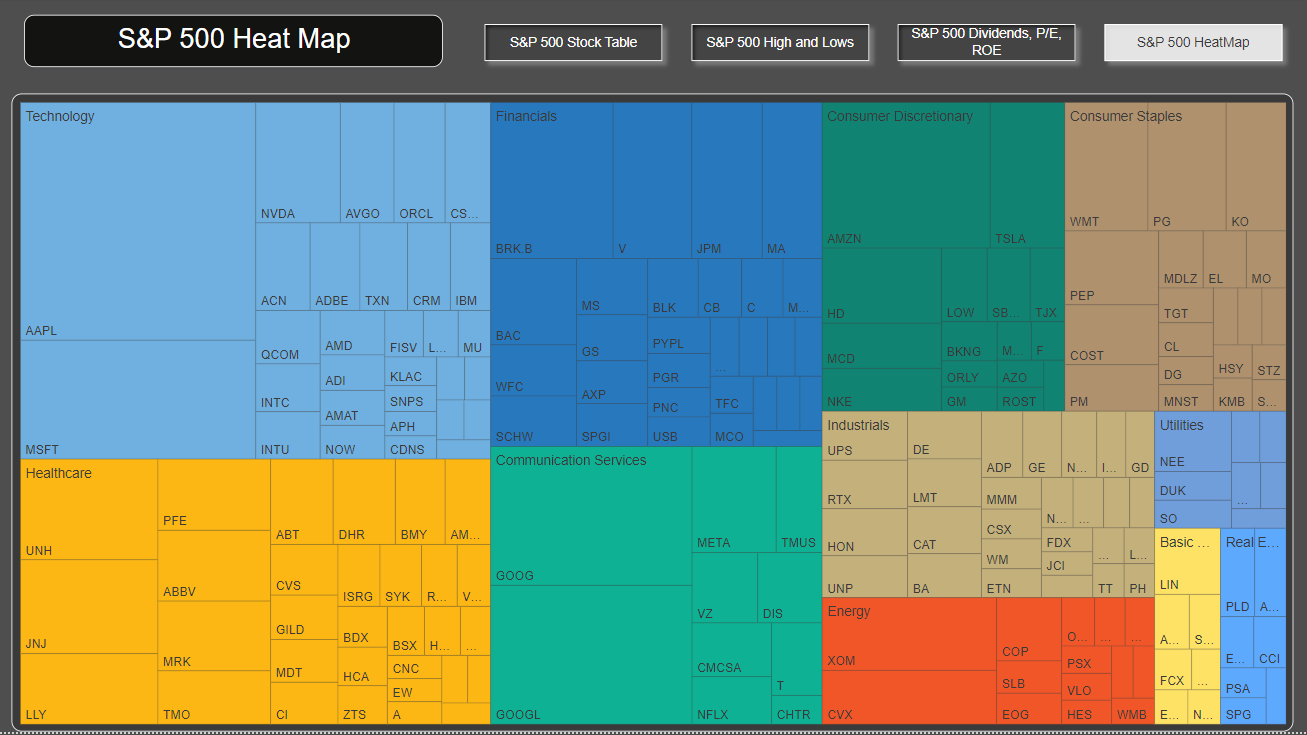 S&P 500 Heat Map
S&P 500 Stock Table
S&P 500 High and Lows
S&P 500 Dividends, P/E,
ROE
S&P 500 HeatMap
Technology
AAPL
MSFT
NVDA
AVGO
ORCL
CS...
ACN
ADBE
TXN
CRM
IBM
QCOM
INTC
INTU
AMD
ADI
AMAT
NOW
FISV
L...
MU
KLAC
SNPS
APH
CDNS
Financials
BRK.B
V
JPM
MA
BAC
WFC
SCHW
MS
GS
AXP
SPGI
BLK
CB
C
M...
PYPL
PGR
PNC
USB
...
TFC
MCO
Consumer Discretionary
AMZN
TSLA
HD
MCD
NKE
LOW
SB...
TJX
BKNG
M...
F
ORLY
AZO
GM
ROST
Consumer Staples
WMT
PG
KO
PEP
COST
PM
MDLZ
EL
MO
TGT
CL
DG
MNST
HSY
STZ
KMB
S...
Healthcare
UNH
JNJ
LLY
PFE
ABBV
MRK
TMO
ABT
DHR
BMY
AM...
CVS
GILD
MDT
CI
ISRG
SYK
R...
V...
BDX
HCA
ZTS
BSX
H...
...
CNC
EW
A
Communication Services
GOOG
GOOGL
META
TMUS
VZ
DIS
CMCSA
NFLX
T
CHTR
Industrials
UPS
RTX
HON
UNP
DE
LMT
CAT
BA
ADP
GE
N...
I...
GD
MMM
CSX
WM
ETN
N...
...
FDX
JCI
...
L...
TT
PH
Energy
XOM
CVX
COP
SLB
EOG
O...
...
...
PSX
VLO
HES
WMB
Utilities
NEE
DUK
SO
...
Basic ...
LIN
A...
S...
FCX
...
E...
N...
Real E...
PLD
A...
E...
CCI
PSA
SPG